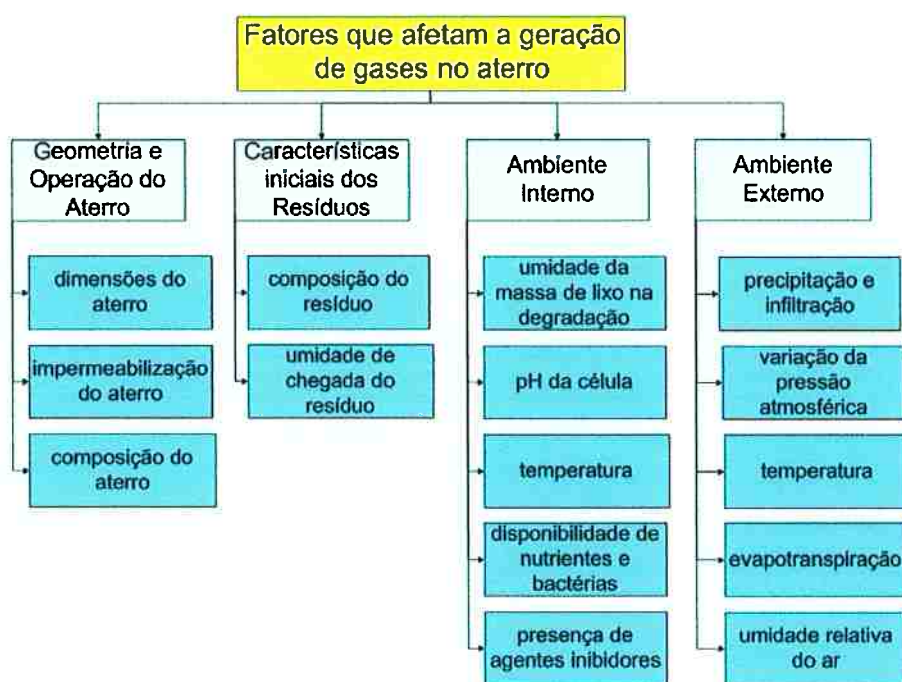 Fatores que afetam a geração
de gases no aterro
Geometria e
Operação do
Aterro
dimensões do
aterro
impermeabilização
do aterro
composição do
aterro
Características
iniciais dos
Resíduos
composição do
resíduo
umidade de
chegada do
resíduo
Ambiente
Interno
umidade da
massa de lixo na
degradação
pH da célula
temperatura
disponibilidade de
nutrientes e
bactérias
presença de
agentes inibidores
Ambiente
Externo
precipitação e
infiltração
variação da
pressão
atmosférica
temperatura
evapotranspiração
umidade relativa
do ar